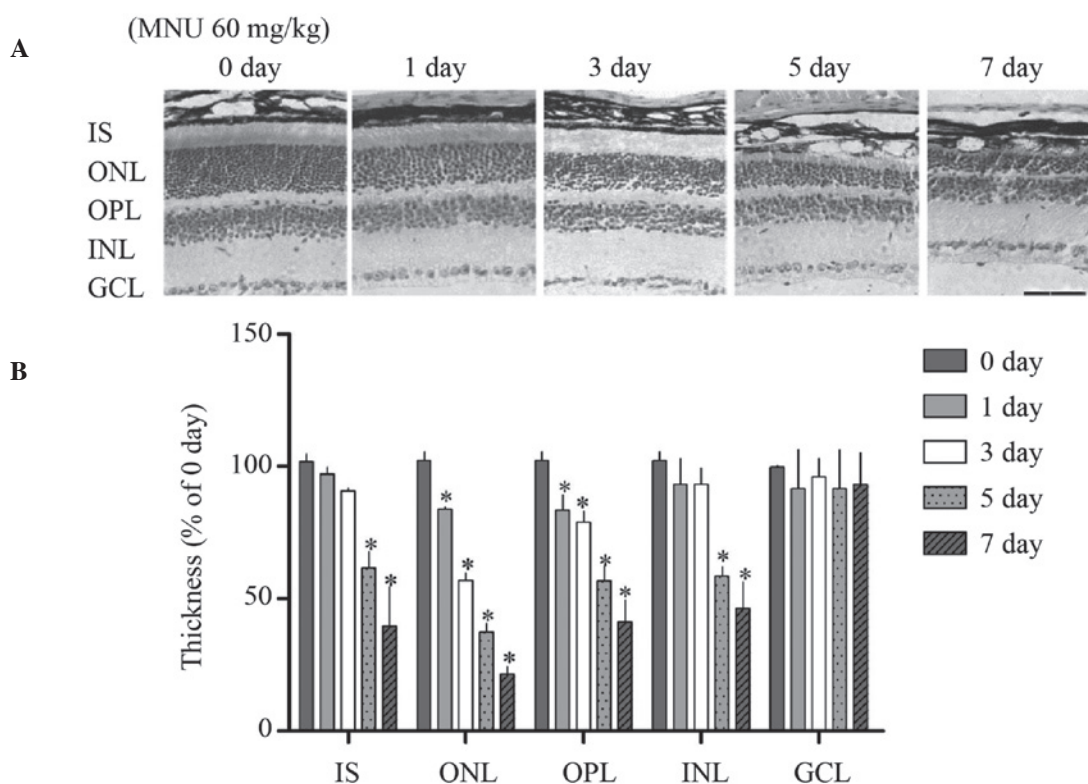 A
(MNU 60 mg/kg)
0 day 1 day 3 day 5 day 7 day
IS
ONL
OPL
INL
GCL
B
150
100
50
0
Thickness (% of 0 day)
* *
* * * *
* * * *
* *
IS ONL OPL INL GCL
0 day
1 day
3 day
5 day
7 day